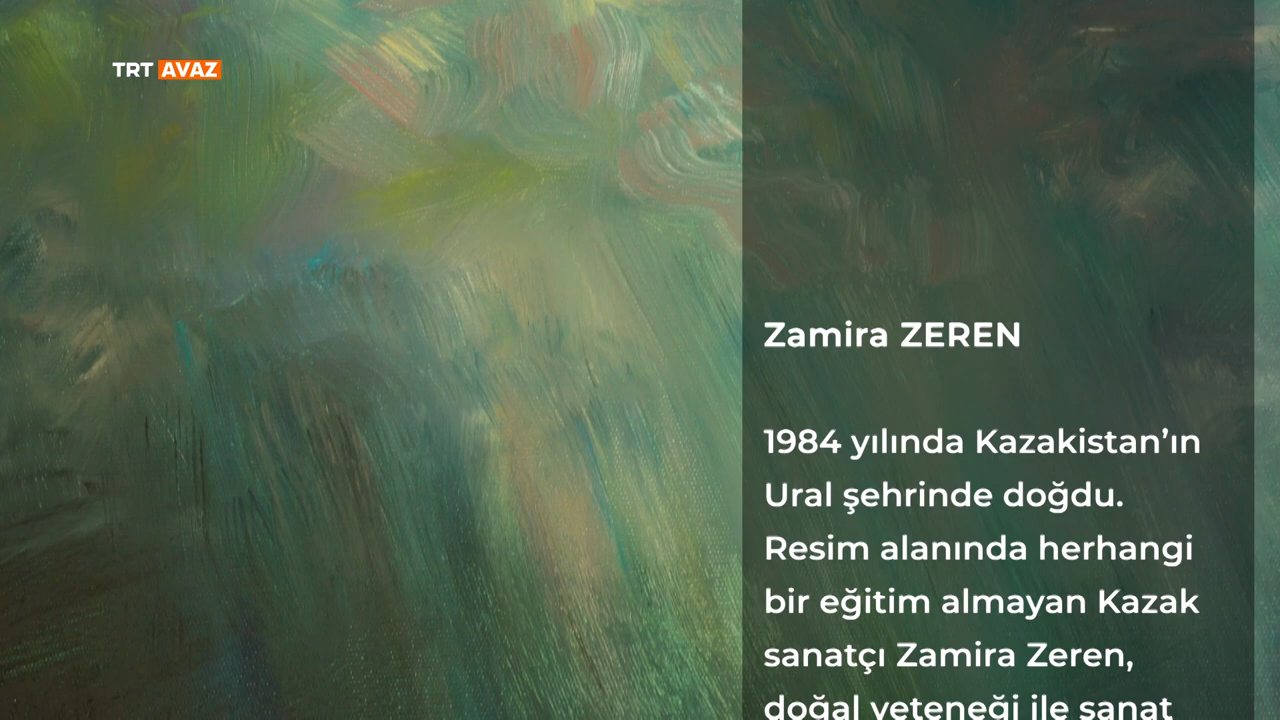 TRT AVAZ
Zamira ZEREN
1984 yılında Kazakistan’ın
Ural şehrinde doğdu.
Resim alanında herhangi
bir eğitim almayan Kazak
sanatçı Zamira Zeren,
doğal yeteneği ile sanat